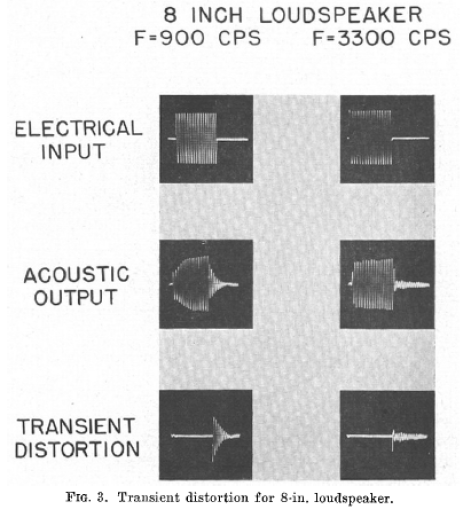 8 INCH LOUDSPEAKER
F=900 CPS F=3300 CPS
ELECTRICAL
INPUT
ACOUSTIC
OUTPUT
TRANSIENT
DISTORTION
Fig. 3. Transient distortion for 8-in. loudspeaker.